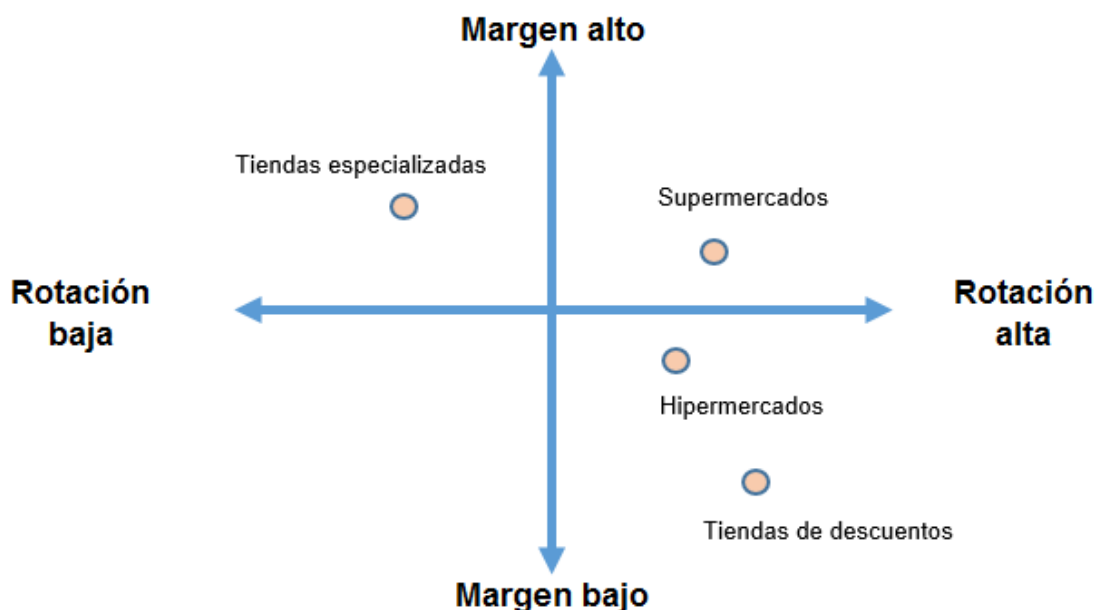 Margen alto
Tiendas especializadas
Supermercados
Rotación
baja
Rotación
alta
Hipermercados
Tiendas de descuentos
Margen bajo